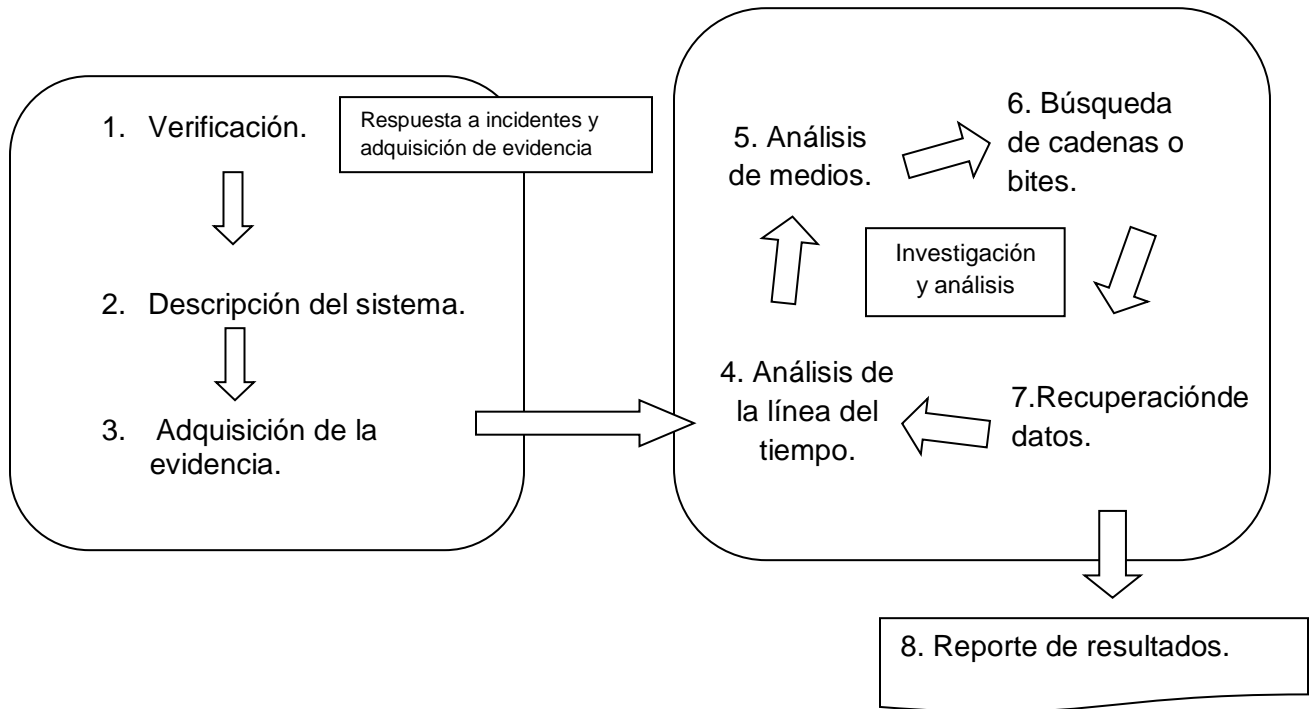 1. Verificación.
Respuesta a incidentes y
adquisición de evidencia
2. Descripción del sistema.
3. Adquisición de la
evidencia.
5. Análisis
de medios.
6. Búsqueda
de cadenas o
bites.
Investigación
y análisis
4. Análisis de
la línea del
tiempo.
7.Recuperaciónde
datos.
8. Reporte de resultados.